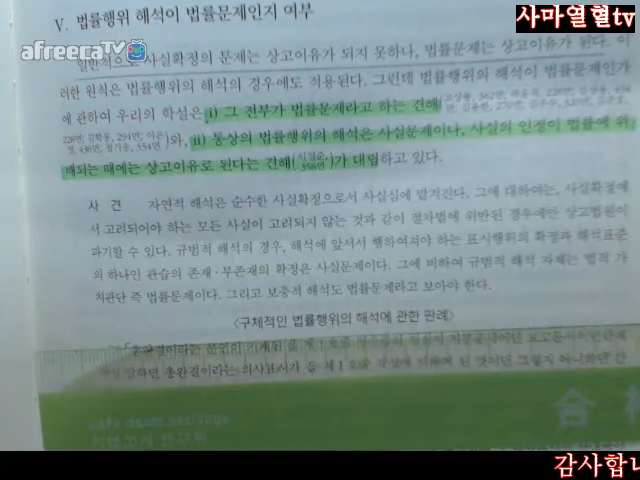 사마열혈tv
afreecaTV
V. 법률행위 해석이 법률문제인지 여부
일반적으로 사실확정의 문제는 상고이유가 되지 못하나, 법률문제는 상고이유가 된다. 이
러한 원칙은 법률행위의 해석의 경우에도 적용된다. 그런데 법률행위의 해석이 법률문제인가
에 관하여 우리의 학설은 i) 그 전부가 법률문제라고 하는 견해
와, ii) 통상의 법률행위의 해석은 사실문제이나, 사실의 인정이 법률에 위
배되는 때에는 상고이유로 된다는 견해( )가 대립하고 있다.
사 견 자연적 해석은 순수한 사실확정으로서 사실심에 맡겨진다. 그에 대하여는, 사실확정에
서 고려되어야 하는 모든 사실이 고려되지 않는 것과 같이 절차법에 위반된 경우에만 상고법원이
파기할 수 있다. 규범적 해석의 경우, 해석에 앞서서 행하여져야 하는 표시행위의 확정과 해석표준
의 하나인 관습의 존재·부존재의 확정은 사실문제이다. 그에 비하여 규범적 해석 자체는 법적 가
치판단 즉 법률문제이다. 그리고 보충적 해석도 법률문제라고 보아야 한다.
〈구체적인 법률행위의 해석에 관한 판례〉
감사합니